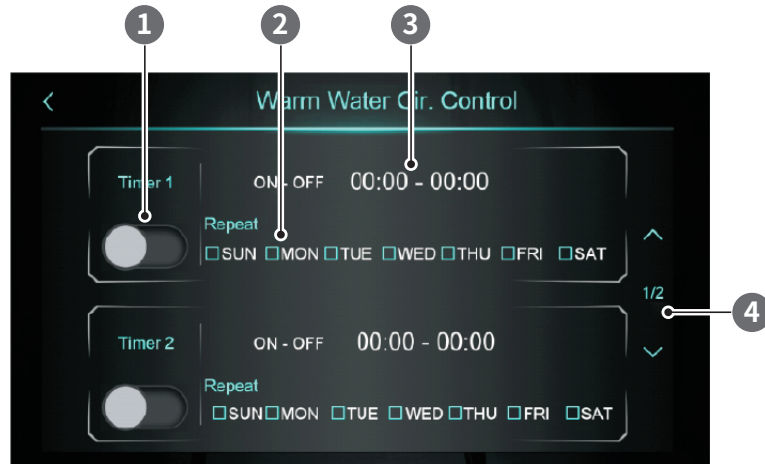 1 2 3
< Warm Water Cir. Control
Timer 1 ON - OFF 00:00 - 00:00
Repeat
SUN MON TUE WED THU FRI SAT
1/2
4
Timer 2 ON - OFF 00:00 - 00:00
Repeat
SUN MON TUE WED THU FRI SAT